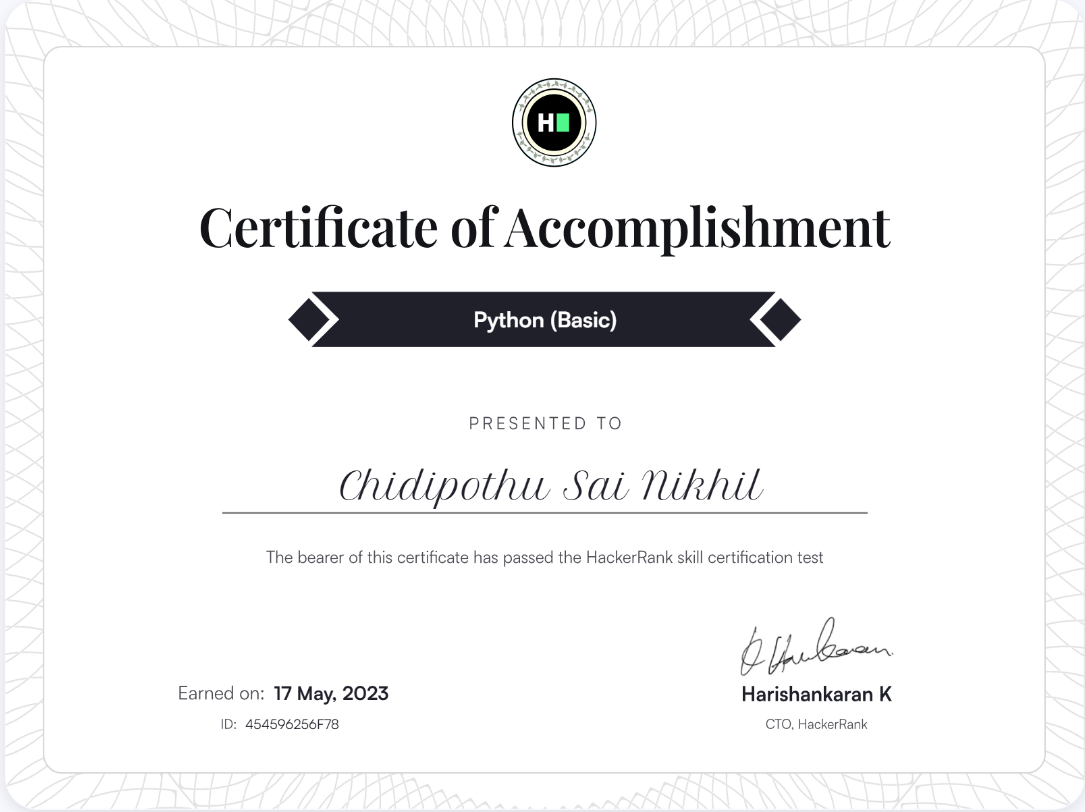 H
Certificate of Accomplishment
Python (Basic)
PRESENTED TO
Chidipothu Sai Nikhil
The bearer of this certificate has passed the HackerRank skill certification test
Earned on: 17 May, 2023
ID: 454596256F78
Harishankaran K
CTO, HackerRank